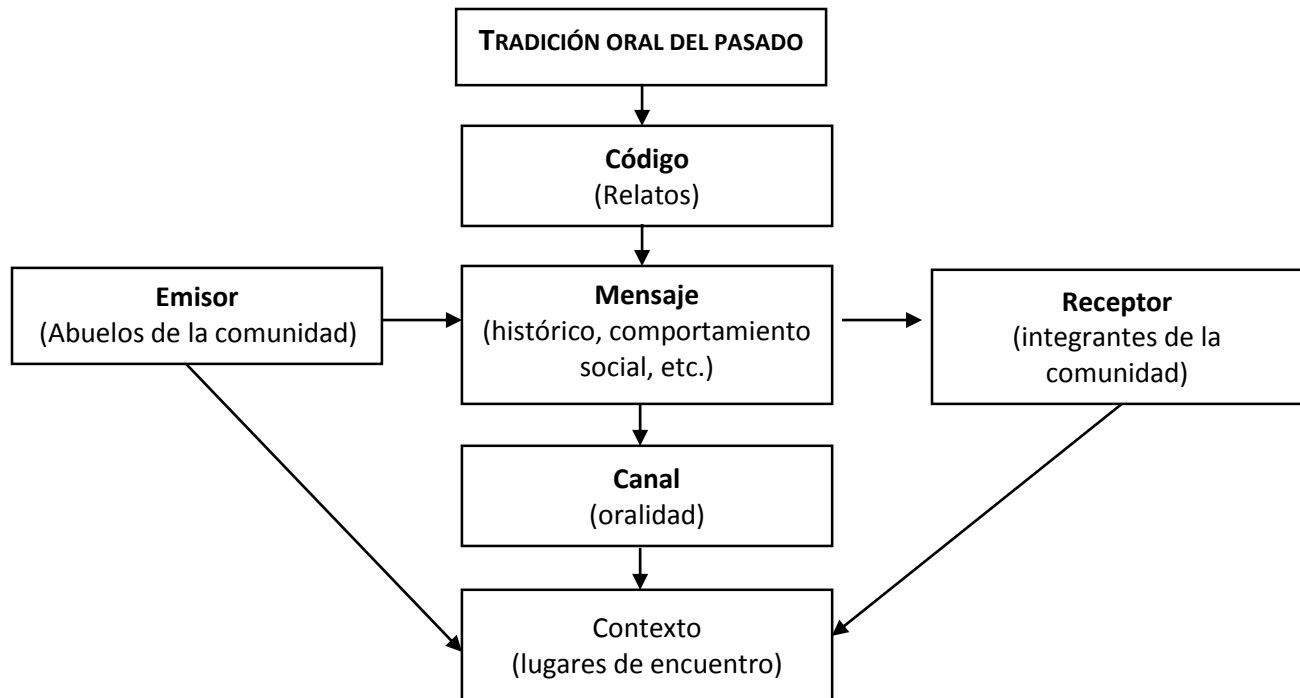 TRADICIÓN ORAL DEL PASADO
Código
(Relatos)
Emisor
(Abuelos de la comunidad)
Mensaje
(histórico, comportamiento
social, etc.)
Receptor
(integrantes de la
comunidad)
Canal
(oralidad)
Contexto
(lugares de encuentro)